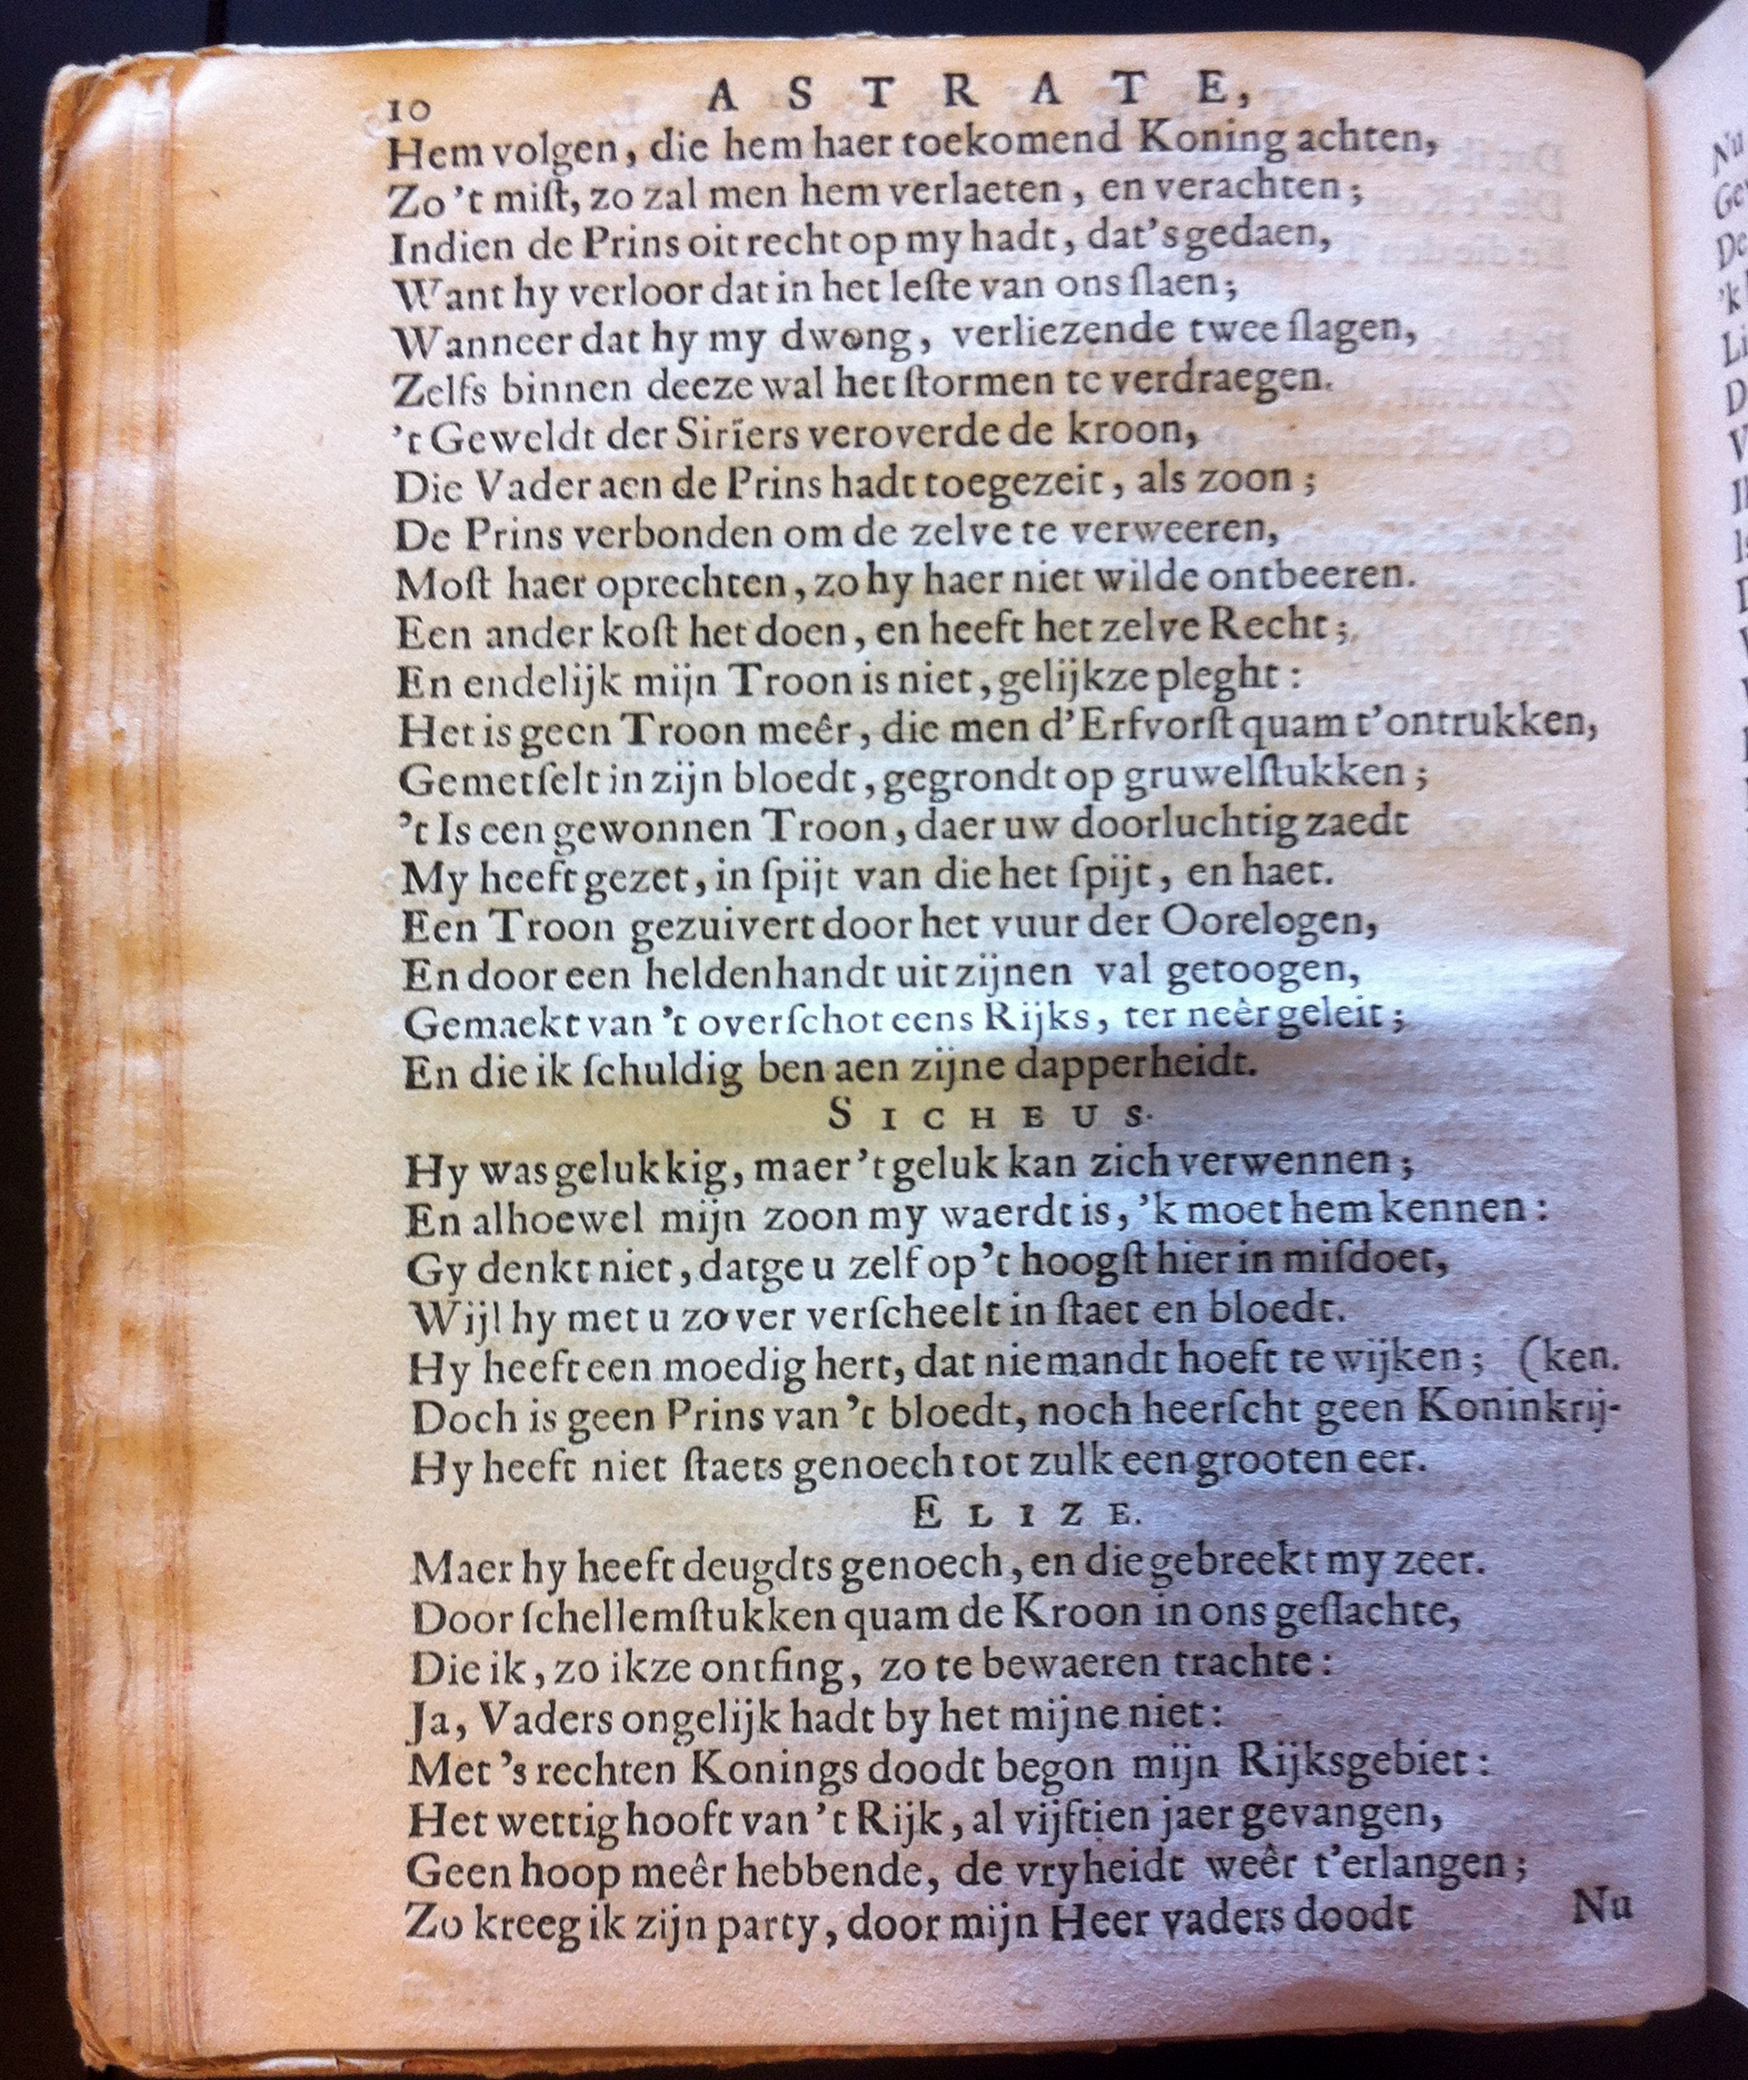 10 ASTRATE,
Hem volgen, die hem haer toekomend Koning achten,
Zo 't miſt, zo zal men hem verlaeten, en verachten;
Indien de Prins oit recht op my hadt, dat's gedaen,
Want hy verloor dat in het leſte van ons ſlaen;
Wanneer dat hy my dwong, verliezende twee ſlagen,
Zelfs binnen deeze wal het ſtormen te verdraegen.
't Geweldt der Siriërs veroverde de kroon,
Die Vader aen de Prins hadt toegezeit, als zoon;
De Prins verbonden om de zelve te verweeren,
Moſt haer oprechten, zo hy haer niet wilde ontbeeren.
Een ander koſt het doen, en heeft het zelve Recht;
En endelijk mijn Troon is niet, gelijkze pleght:
Het is geen Troon meêr, die men d'Erfvorſt quam t'ontrukken,
Gemetſelt in zijn bloedt, gegrondt op gruwelſtukken;
't Is een gewonnen Troon, daer uw doorluchtig zaedt
My heeft gezet, in ſpijt van die het ſpijt, en haet.
Een Troon gezuivert door het vuur der Oorelogen,
En door een heldenhandt uit zijnen val getoogen,
Gemaekt van 't overſchot eens Rijks, ter neêr geleit;
En die ik ſchuldig ben aen zijne dapperheidt.
SICHEUS.
Hy was gelukkig, maer 't geluk kan zich verwennen;
En alhoewel mijn zoon my waerdt is, 'k moet hem kennen:
Gy denkt niet, datge u zelf op 't hoogſt hier in miſdoet,
Wijl hy met u zo ver verſcheelt in ſtaet en bloedt.
Hy heeft een moedig hert, dat niemandt hoeft te wijken; (ken.
Doch is geen Prins van 't bloedt, noch heerſcht geen Koninkrij-
Hy heeft niet ſtaets genoech tot zulk een grooten eer.
ELIZE.
Maer hy heeft deugdts genoech, en die gebreekt my zeer.
Door ſchellemſtukken quam de Kroon in ons geſlachte,
Die ik, zo ikze ontfing, zo te bewaeren trachte:
Ja, Vaders ongelijk hadt by het mijne niet:
Met 's rechten Konings doodt begon mijn Rijksgebiet:
Het wettig hooft van 't Rijk, al vijftien jaer gevangen,
Geen hoop meêr hebbende, de vryheidt weêr t'erlangen;
Zo kreeg ik zijn party, door mijn Heer vaders doodt
Nu